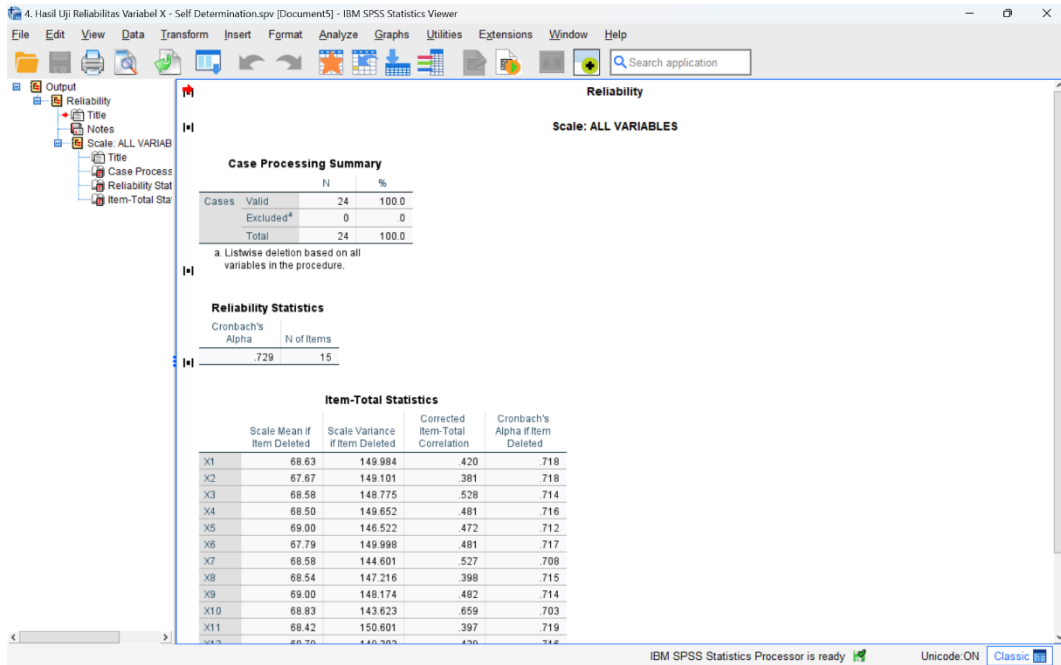 4. Hasil Uji Reliabilitas Variabel X - Self Determination.spv [Document5] - IBM SPSS Statistics Viewer
File Edit View Data Transform Insert Format Analyze Graphs Utilities Extensions Window Help
Search application
Output
Reliability
Title
Notes
Scale: ALL VARIAB
Title
Case Process
Reliability Stat
Item-Total Sta
Reliability
Scale: ALL VARIABLES
Case Processing Summary
N %
Cases Valid 24 100.0
Excludedª 0 .0
Total 24 100.0
a. Listwise deletion based on all
variables in the procedure.
Reliability Statistics
Cronbach's
Alpha N of Items
.729 15
Item-Total Statistics
Scale Mean if Item Deleted Scale Variance if Item Deleted Corrected Item-Total Correlation Cronbach's Alpha if Item Deleted
X1 68.63 149.984 .420 .718
X2 67.67 149.101 .381 .718
X3 68.58 148.775 .528 .714
X4 68.50 149.652 .481 .716
X5 69.00 146.522 .472 .712
X6 67.79 149.998 .481 .717
X7 68.58 144.601 .527 .708
X8 68.54 147.216 .398 .715
X9 69.00 148.174 .482 .714
X10 68.83 143.623 .659 .703
X11 68.42 150.601 .397 .719
IBM SPSS Statistics Processor is ready Unicode:ON Classic